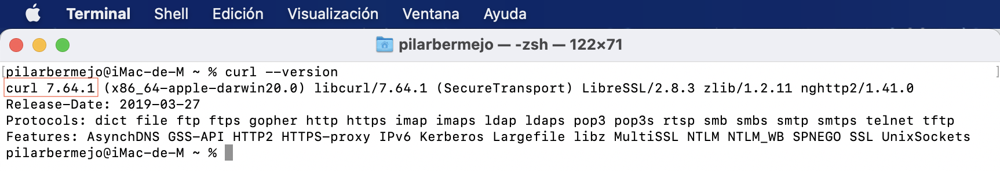 Terminal Shell Edición Visualización Ventana Ayuda
pilarbermejo — -zsh — 122×71
[pilarbermejo@iMac-de-M ~ % curl --version ]
curl 7.64.1 (x86_64-apple-darwin20.0) libcurl/7.64.1 (SecureTransport) LibreSSL/2.8.3 zlib/1.2.11 nghttp2/1.41.0
Release-Date: 2019-03-27
Protocols: dict file ftp ftps gopher http https imap imaps ldap ldaps pop3 pop3s rtsp smb smbs smtp smtps telnet tftp
Features: AsynchDNS GSS-API HTTP2 HTTPS-proxy IPv6 Kerberos Largefile libz MultiSSL NTLM NTLM_WB SPNEGO SSL UnixSockets
pilarbermejo@iMac-de-M ~ %